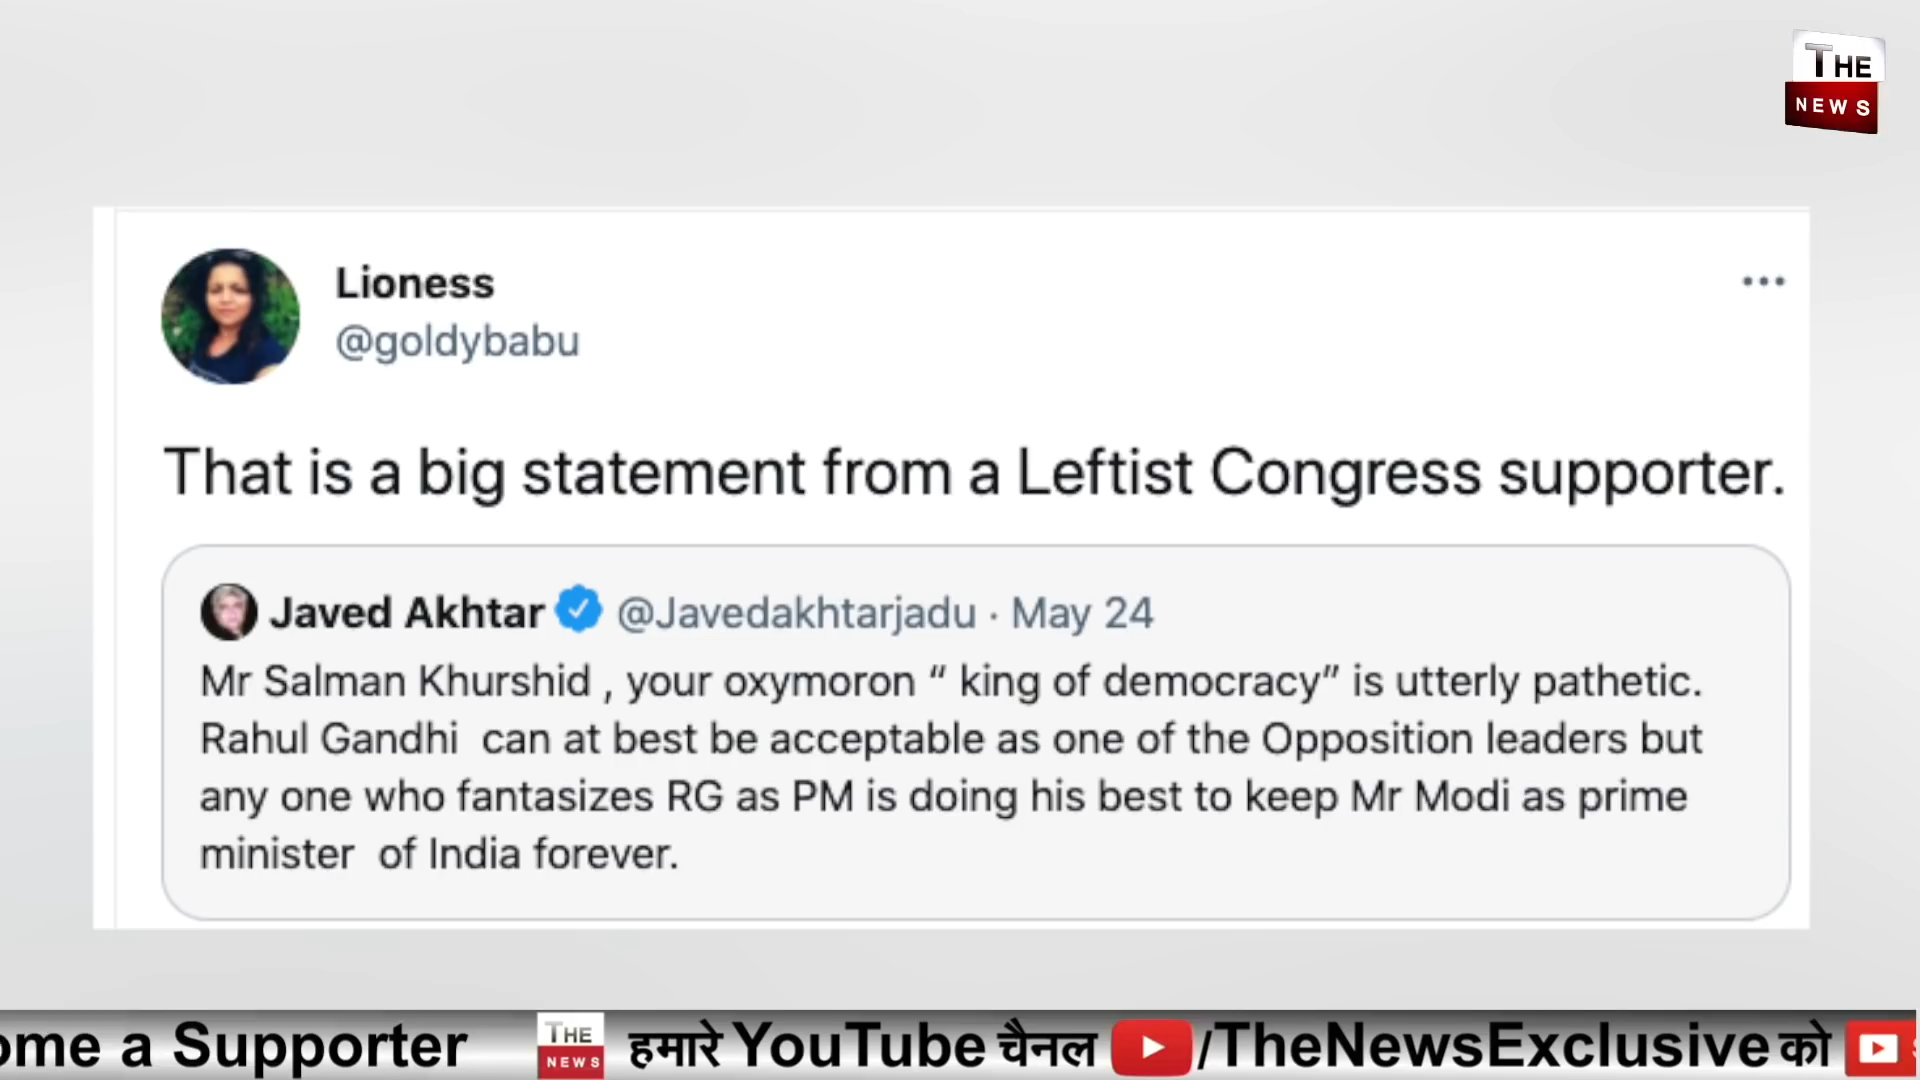 THE
NEWS
Lioness
@goldybabu
That is a big statement from a Leftist Congress supporter.
Javed Akhtar @Javedakhtarjadu · May 24
Mr Salman Khurshid , your oxymoron “ king of democracy” is utterly pathetic.
Rahul Gandhi  can at best be acceptable as one of the Opposition leaders but
any one who fantasizes RG as PM is doing his best to keep Mr Modi as prime
minister  of India forever.
ome a Supporter THE NEWS हमारे YouTube चैनल /TheNewsExclusive को